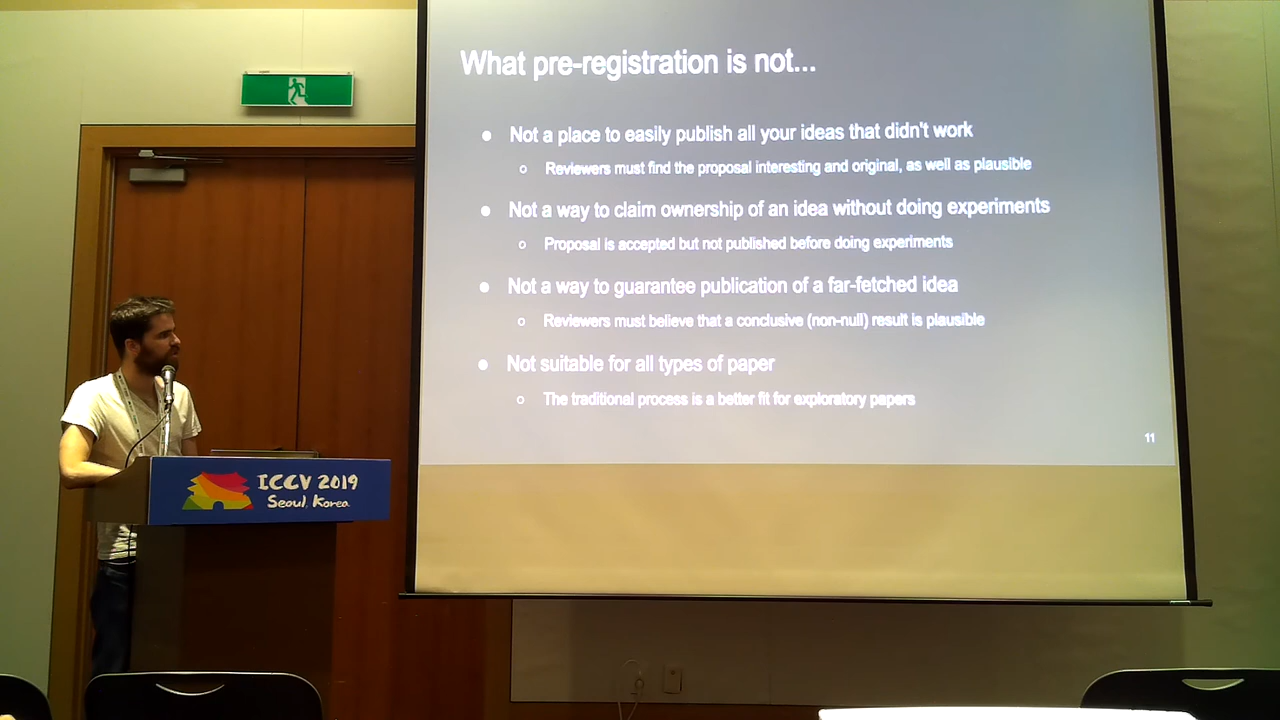 What pre-registration is not...
● Not a place to easily publish all your ideas that didn't work
○ Reviewers must find the proposal interesting and original, as well as plausible
● Not a way to claim ownership of an idea without doing experiments
○ Proposal is accepted but not published before doing experiments
● Not a way to guarantee publication of a far-fetched idea
○ Reviewers must believe that a conclusive (non-null) result is plausible
● Not suitable for all types of paper
○ The traditional process is a better fit for exploratory papers
11
ICCV 2019
Seoul, Korea